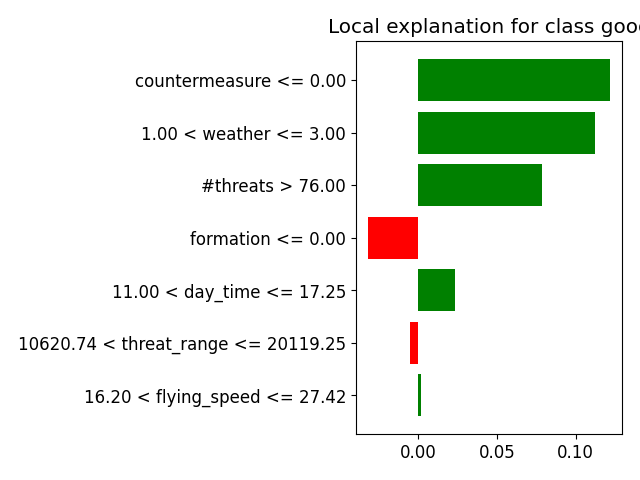 Local explanation for class good
countermeasure <= 0.00
1.00 < weather <= 3.00
#threats > 76.00
formation <= 0.00
11.00 < day_time <= 17.25
10620.74 < threat_range <= 20119.25
16.20 < flying_speed <= 27.42
0.00 0.05 0.10